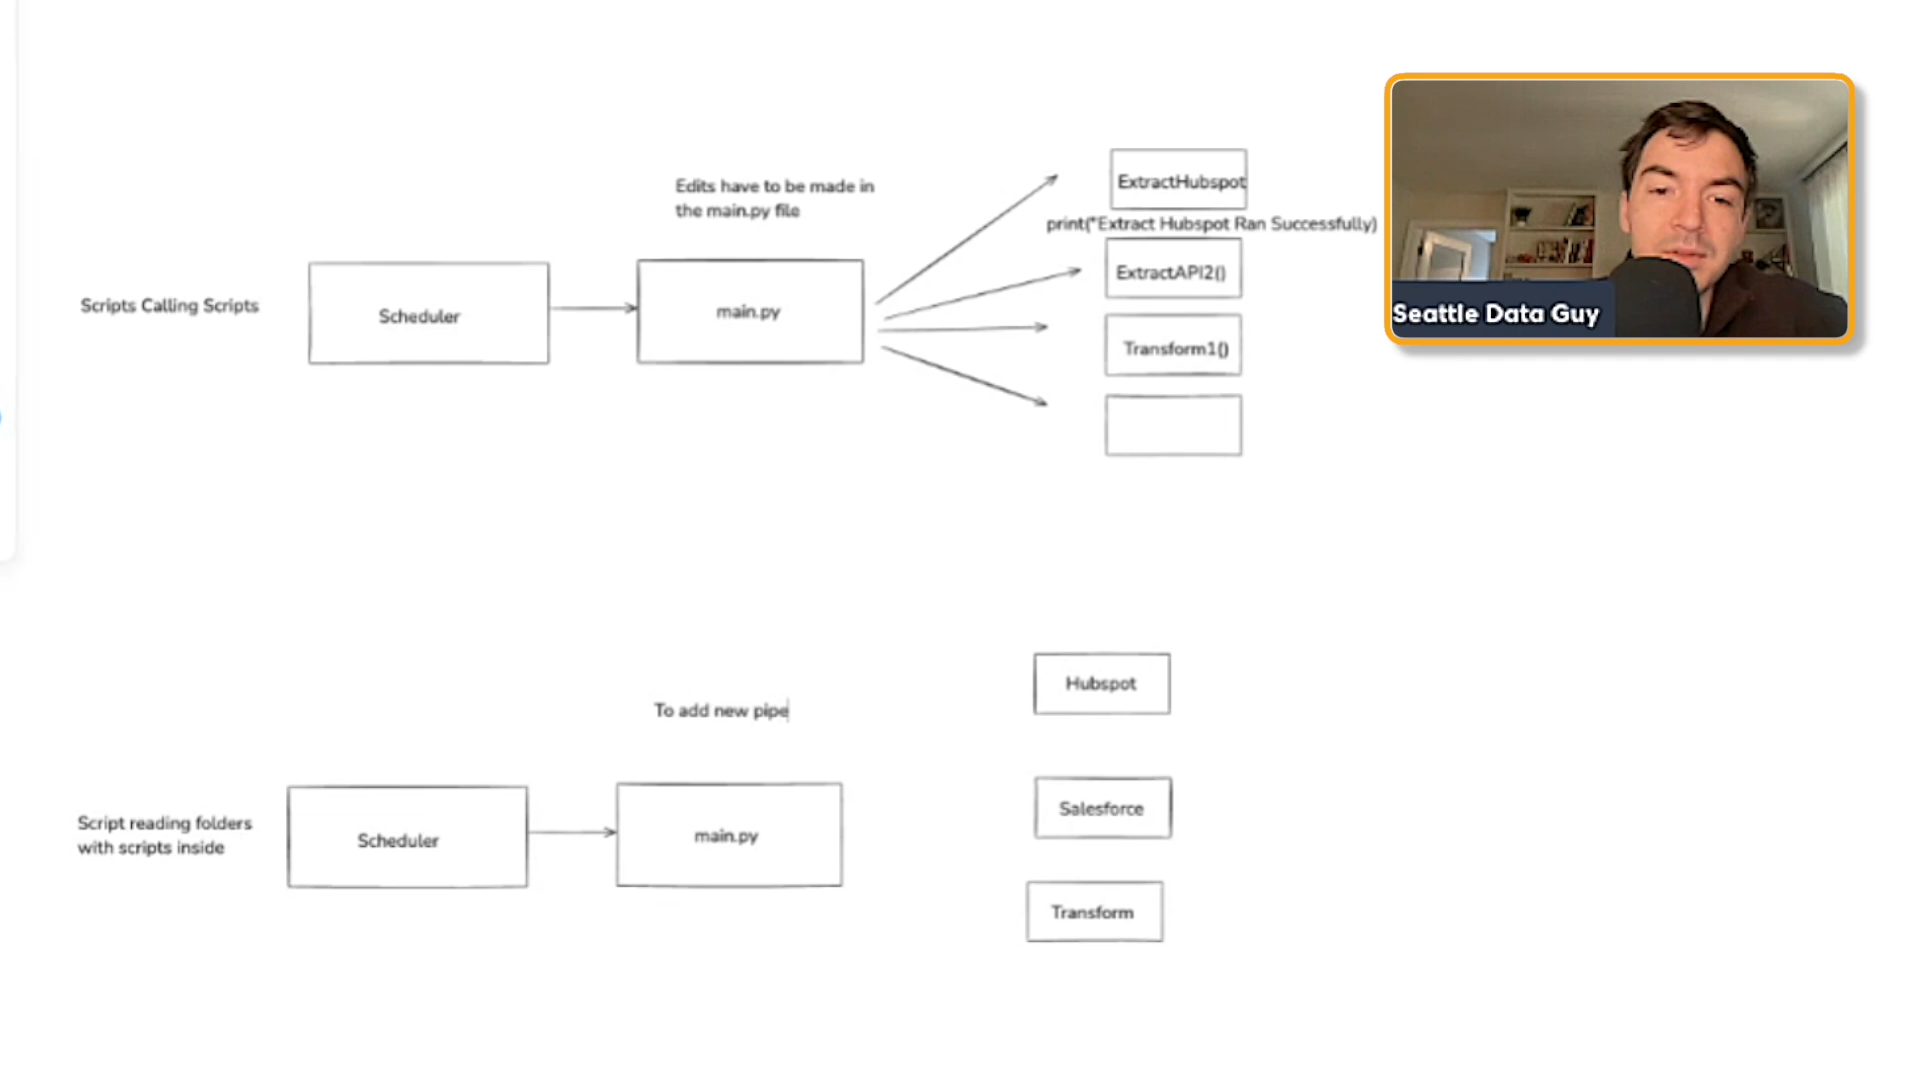 Edits have to be made in
the main.py file
Scripts Calling Scripts
Scheduler
main.py
ExtractHubspot
print("Extract Hubspot Ran Successfully)
ExtractAPI2()
Transform1()
Seattle Data Guy
To add new pipe
Script reading folders
with scripts inside
Scheduler
main.py
Hubspot
Salesforce
Transform